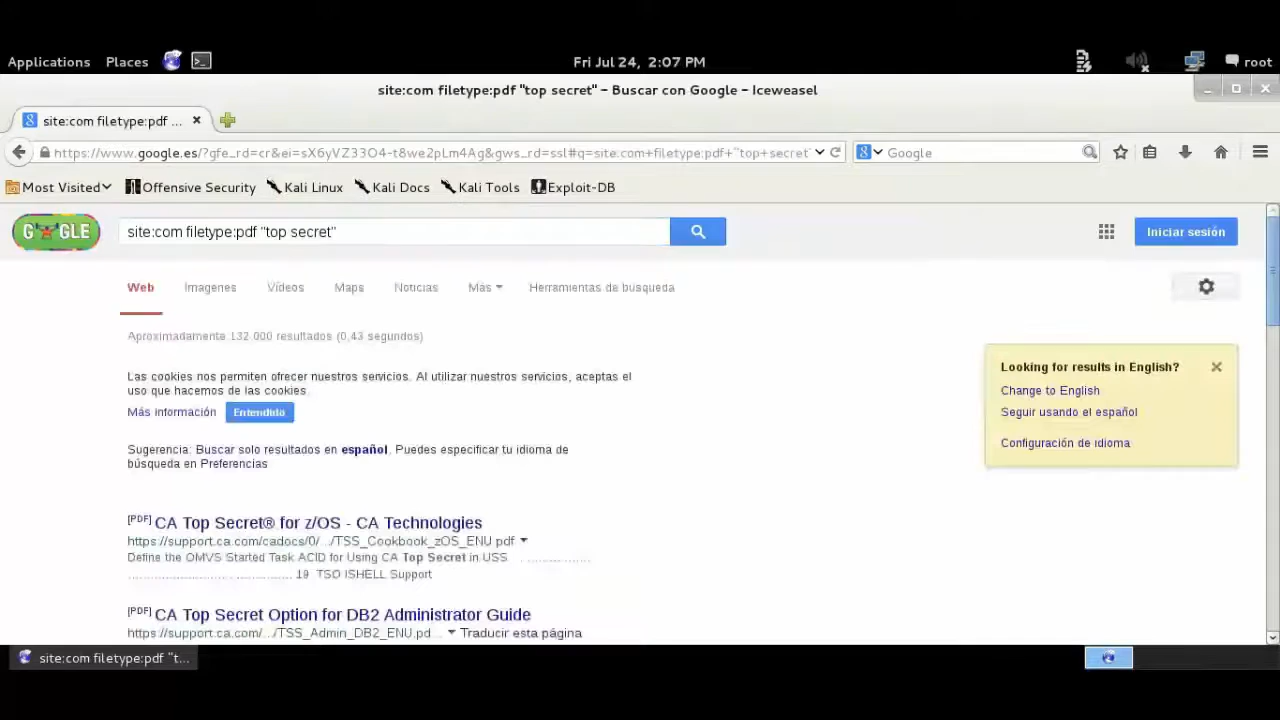 Applications Places Fri Jul 24, 2:07 PM root
site:com filetype:pdf "top secret" – Buscar con Google – Iceweasel
site:com filetype:pdf ...
https://www.google.es/?gfe_rd=cr&ei=sX6yVZ33O4-t8we2pLm4Ag&gws_rd=ssl#q=site:com+filetype:pdf+"top+secret" Google
Most Visited Offensive Security Kali Linux Kali Docs Kali Tools Exploit-DB
GOOGLE site:com filetype:pdf "top secret" Iniciar sesión
Web Imágenes Vídeos Maps Noticias Más Herramientas de búsqueda
Aproximadamente 132.000 resultados (0,43 segundos)
Looking for results in English?
Las cookies nos permiten ofrecer nuestros servicios. Al utilizar nuestros servicios, aceptas el
uso que hacemos de las cookies.
Change to English
Más información Entendido
Seguir usando el español
Configuración de idioma
Sugerencia: Buscar solo resultados en español. Puedes especificar tu idioma de
búsqueda en Preferencias
[PDF] CA Top Secret® for z/OS - CA Technologies
https://support.ca.com/cadocs/0/.../TSS_Cookbook_zOS_ENU.pdf
Define the OMVS Started Task ACID for Using CA Top Secret in USS ................
........................................ 19 TSO ISHELL Support
[PDF] CA Top Secret Option for DB2 Administrator Guide
https://support.ca.com/.../TSS_Admin_DB2_ENU.pd... Traducir esta página
site:com filetype:pdf "t...